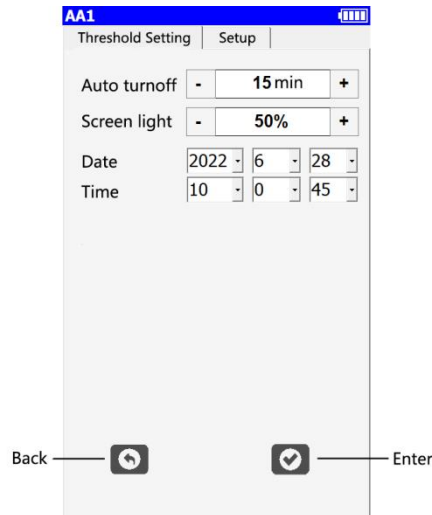 AA1
Threshold Setting Setup
Auto turnoff - 15 min +
Screen light - 50% +
Date 2022 6 28
Time 10 0 45
Back Enter